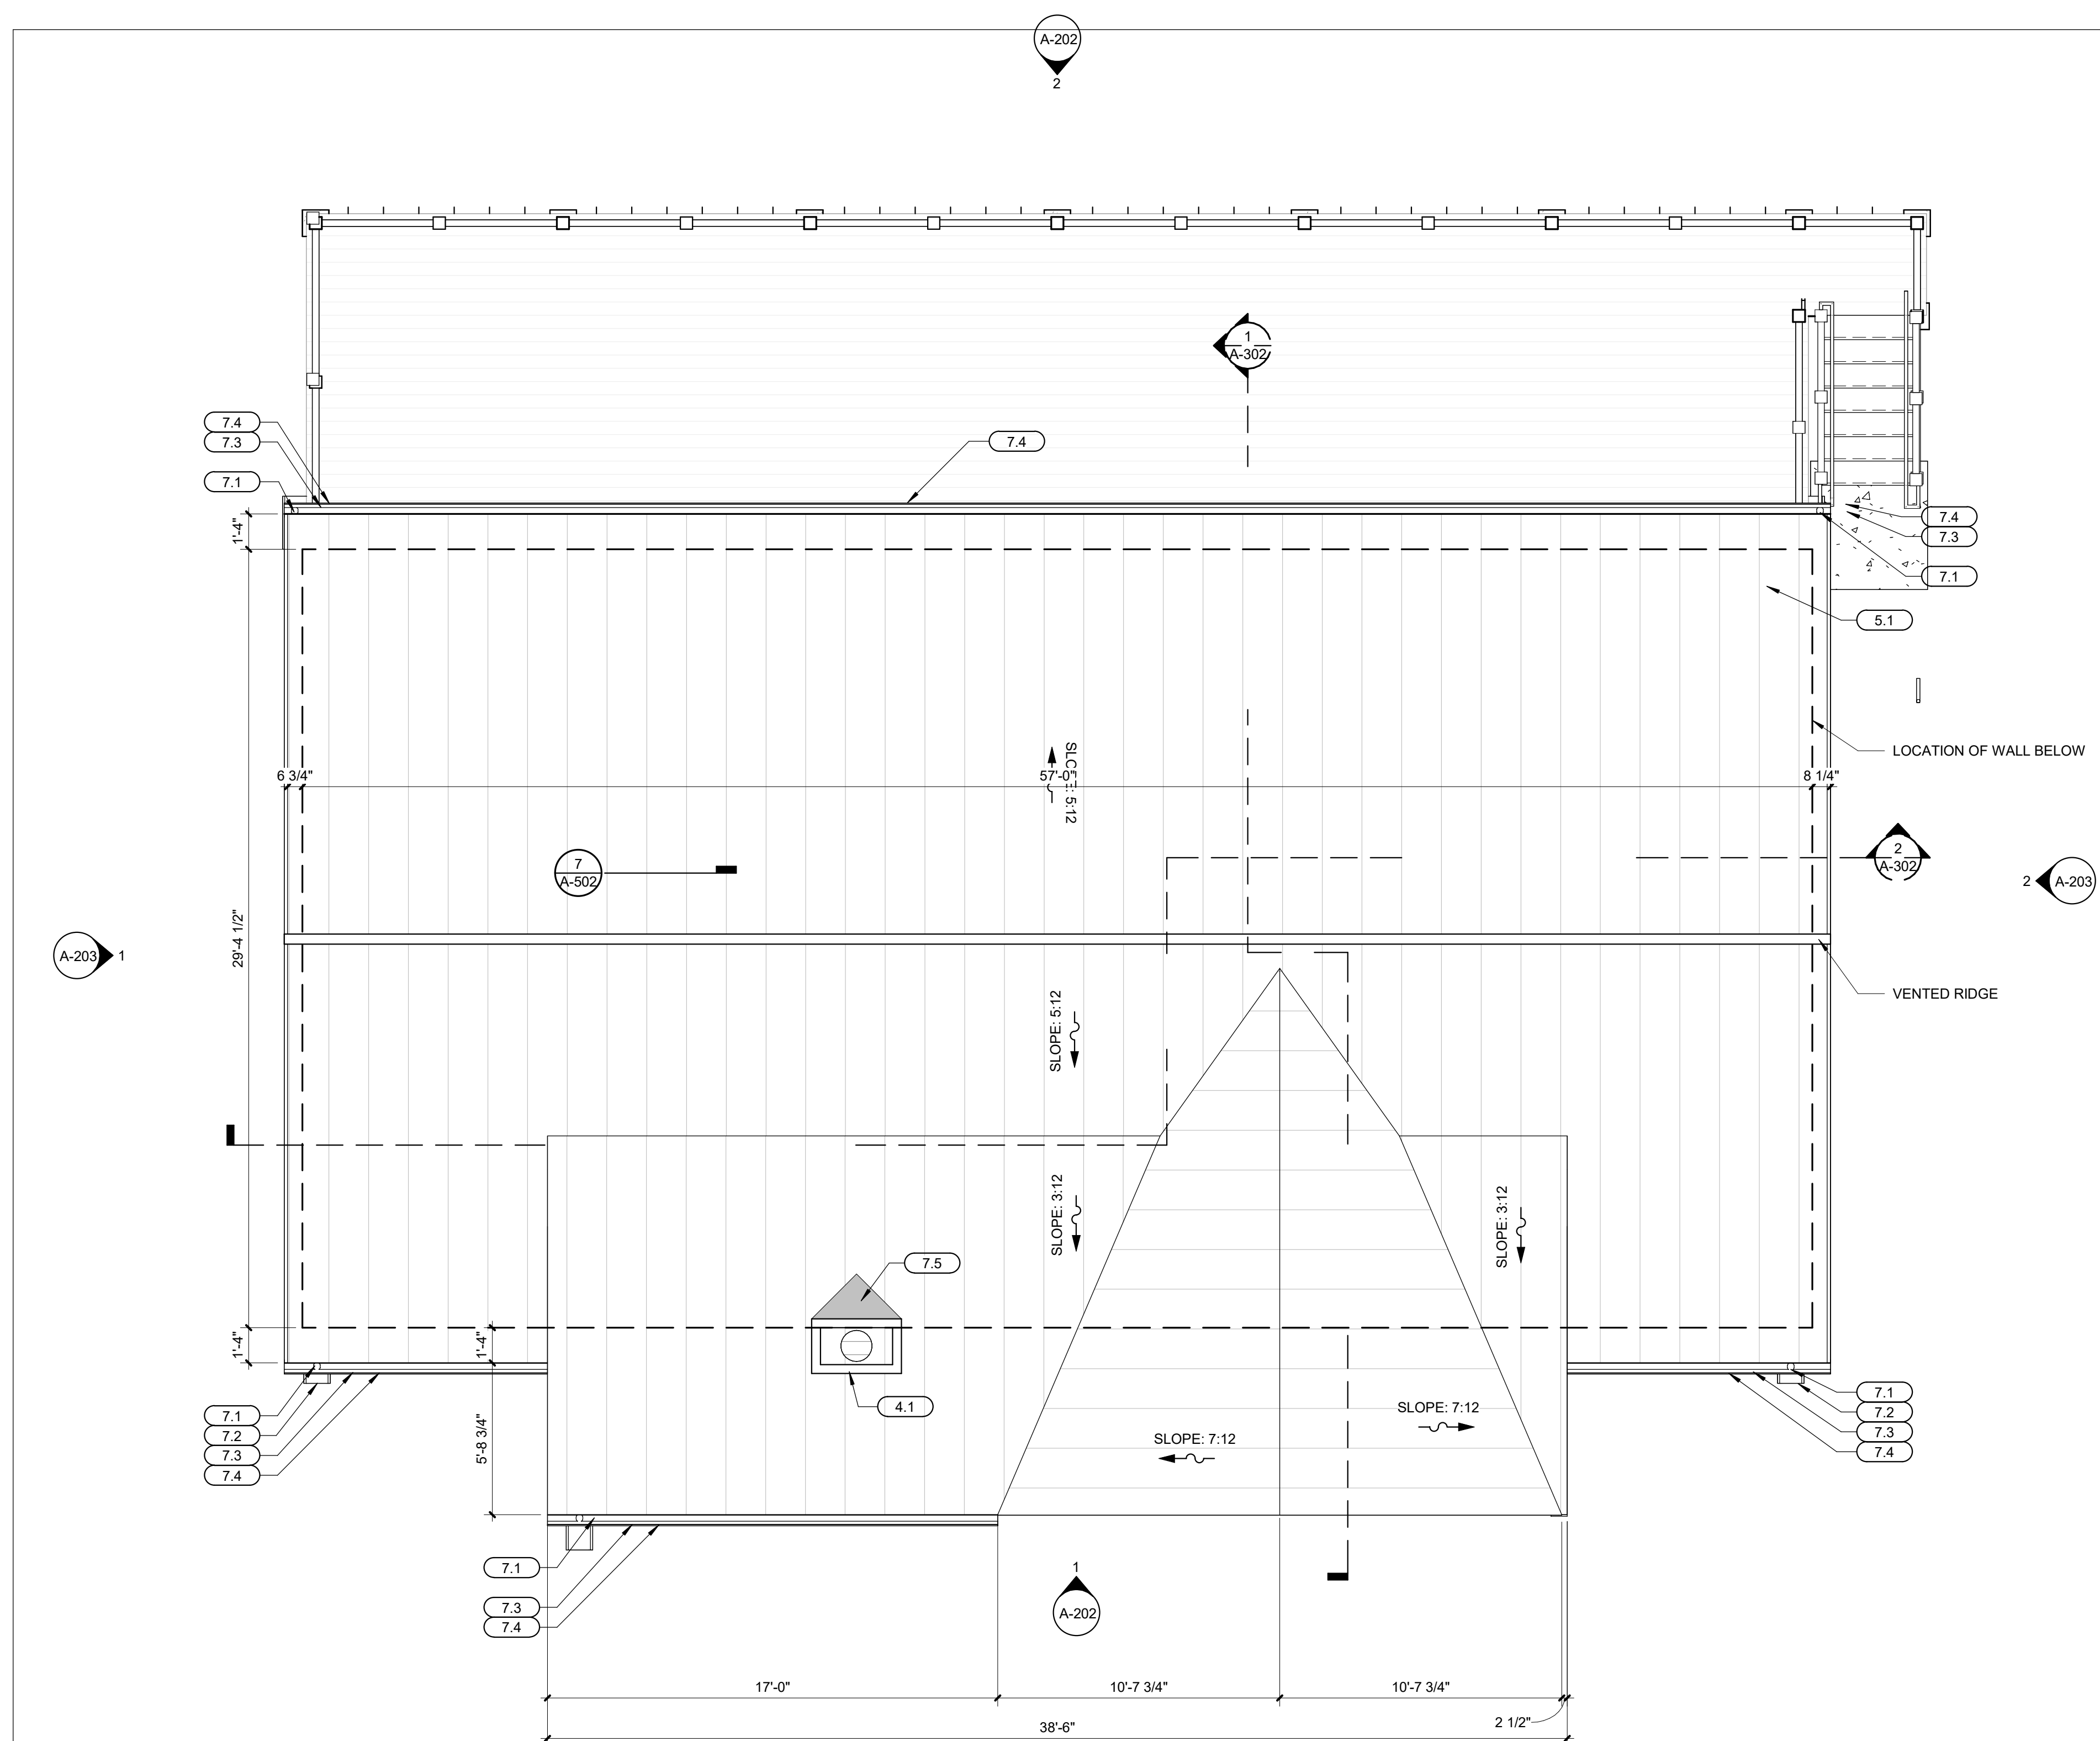 A-202
2
1
A-302
7.4
7.3
7.4
7.1
7.4
7.3
7.1
1'-4"
5.1
LOCATION OF WALL BELOW
6 3/4"
57'-0"
SLOPE: 5:12
8 1/4"
7
A-502
2
A-302
2
A-203
29'-4 1/2"
A-203
1
VENTED RIDGE
SLOPE: 5:12
SLOPE: 3:12
SLOPE: 3:12
7.5
1'-4"
1'-4"
4.1
7.1
7.2
7.3
7.4
5'-8 3/4"
SLOPE: 7:12
SLOPE: 7:12
7.1
7.2
7.3
7.4
7.1
7.3
7.4
1
A-202
17'-0"
10'-7 3/4"
10'-7 3/4"
2 1/2"
38'-6"